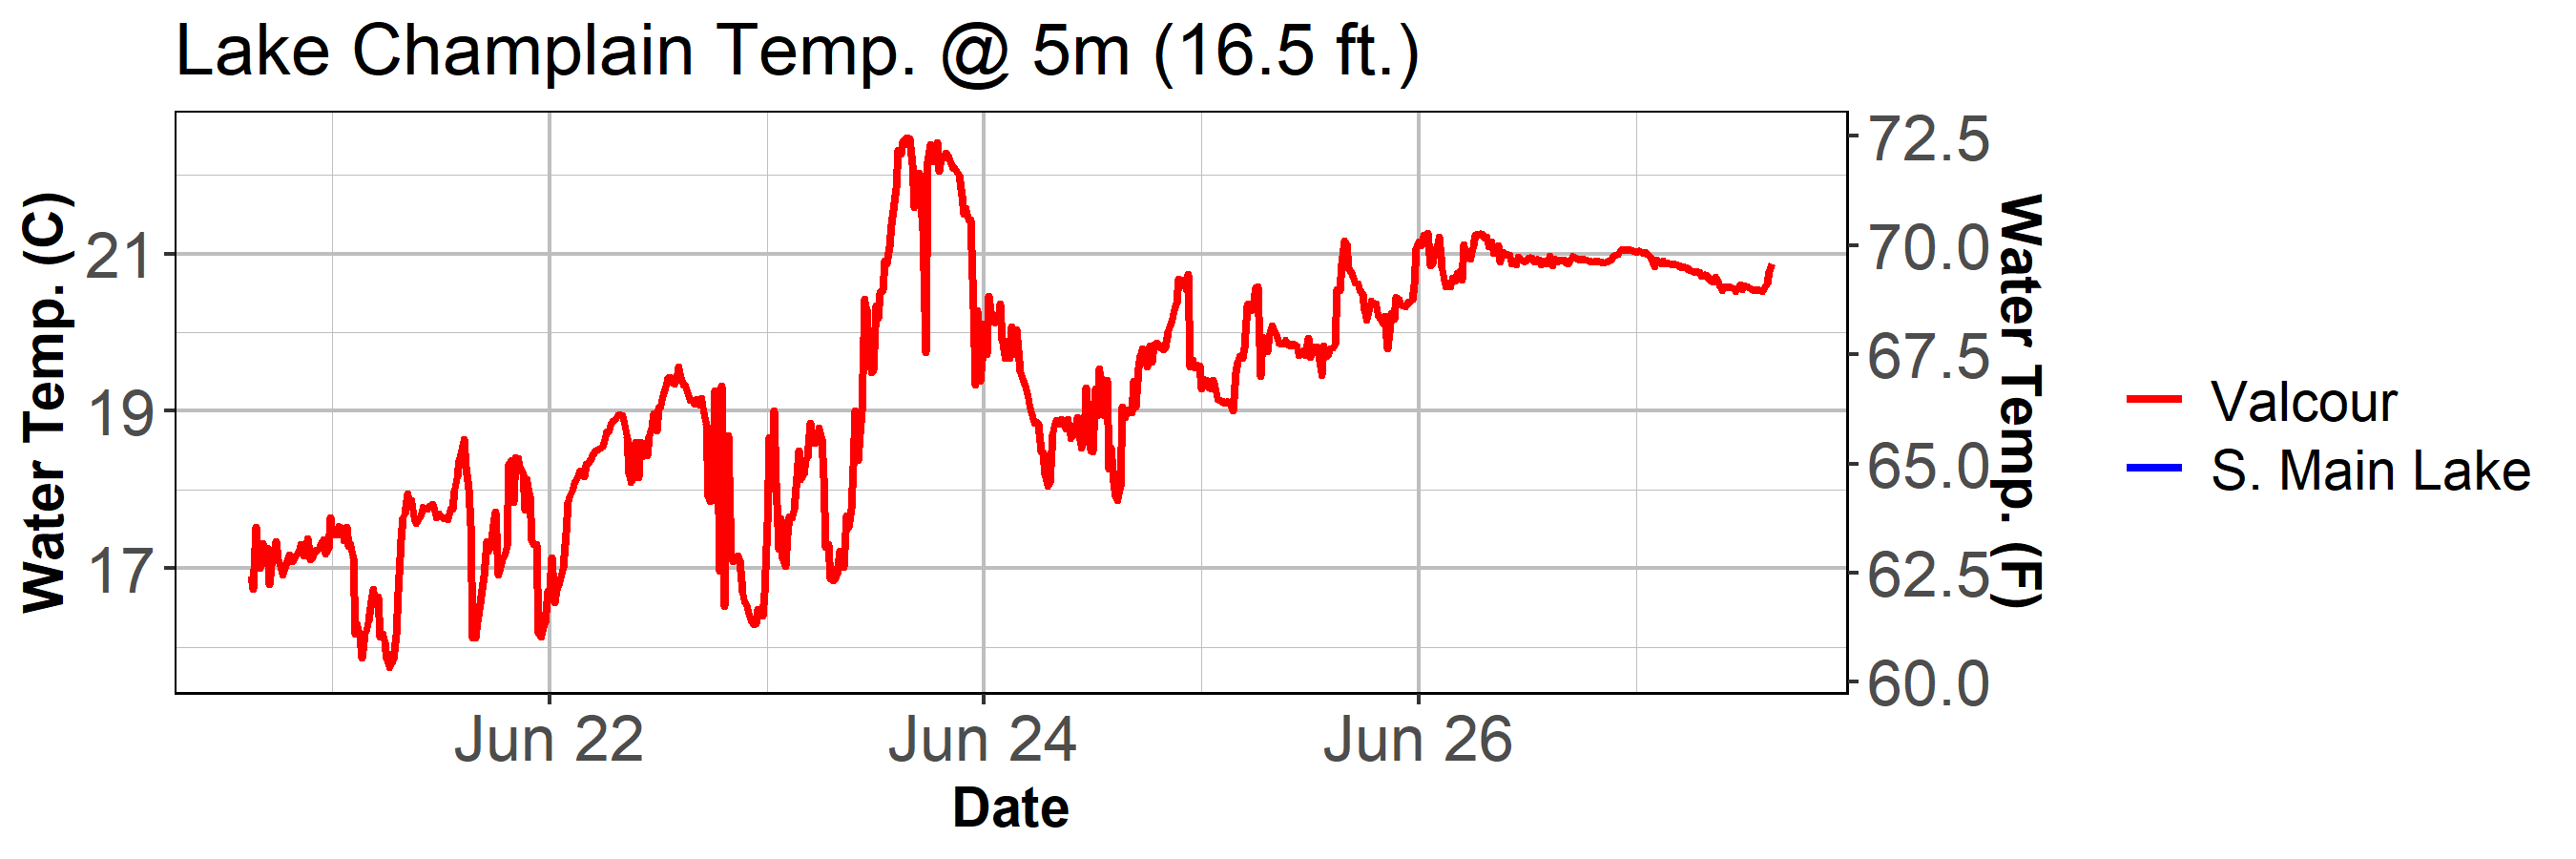 Lake Champlain Temp. @ 5m (16.5 ft.)
Water Temp. (C)
21
19
17
72.5
70.0
67.5
65.0
62.5
60.0
Water Temp. (F)
Jun 22
Jun 24
Jun 26
Date
Valcour
S. Main Lake